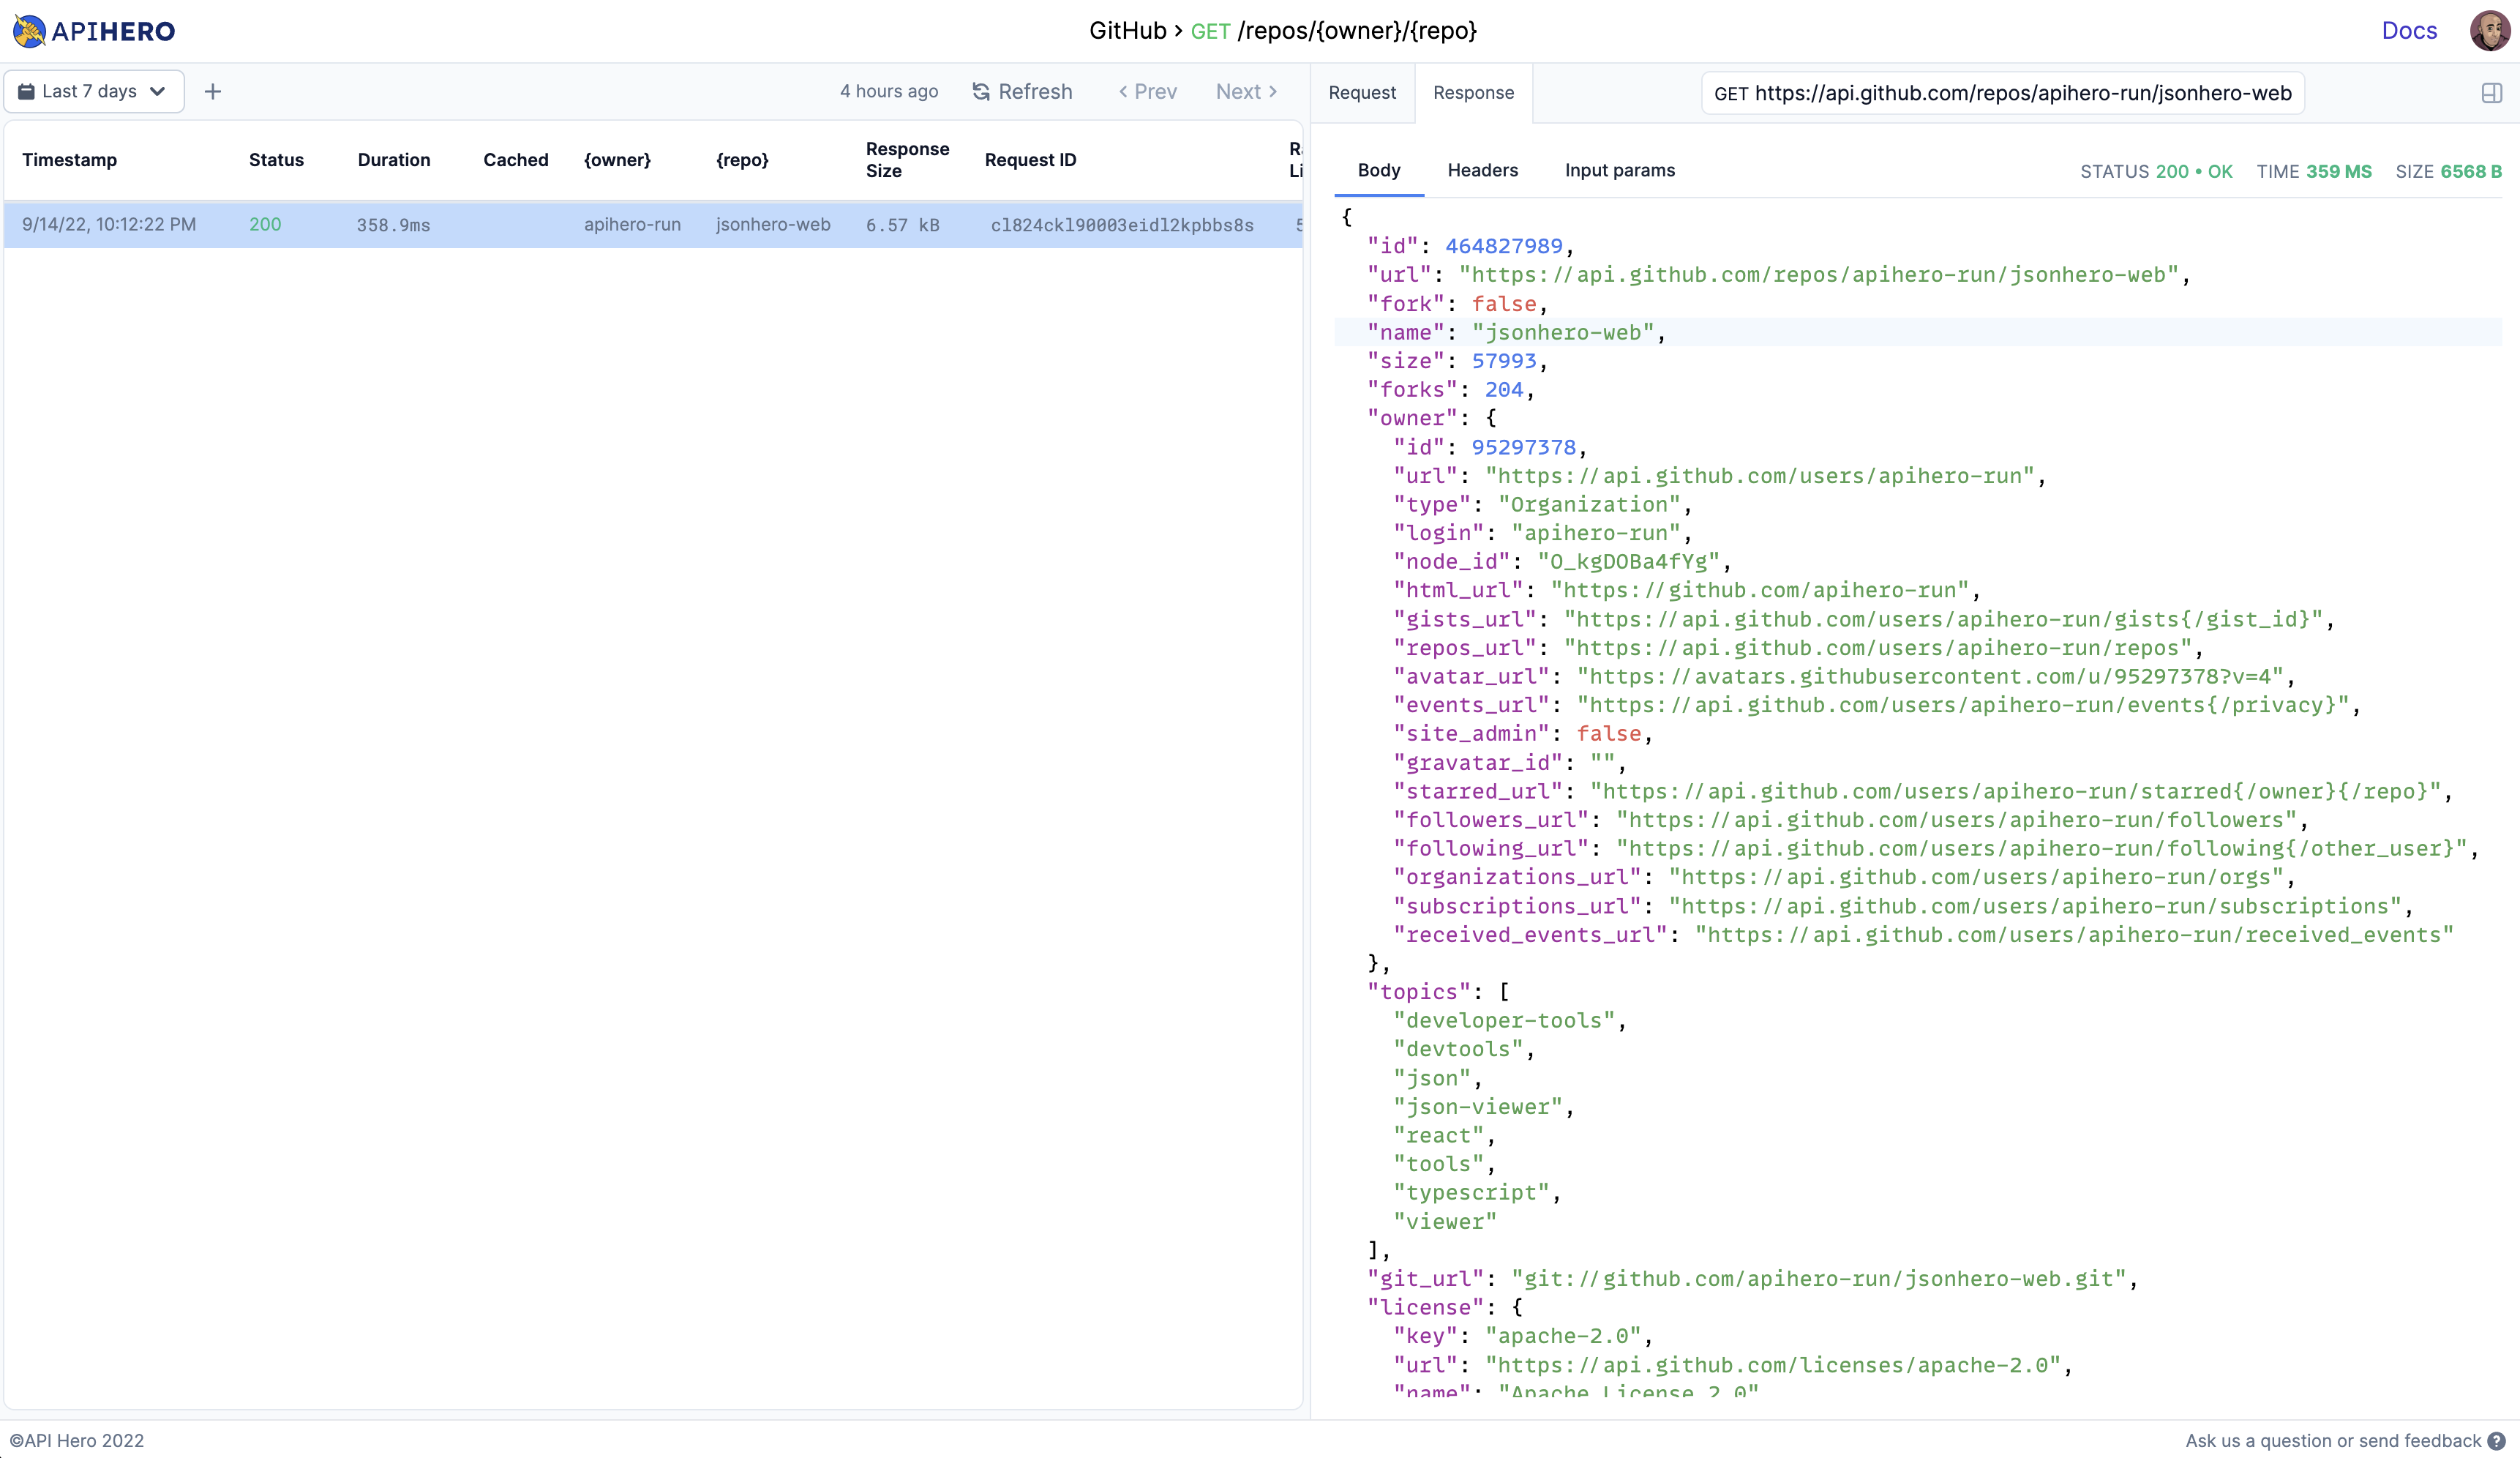 APIHERO
GitHub › GET /repos/{owner}/{repo}
Docs
Last 7 days
4 hours ago
Refresh
Prev
Next
Timestamp Status Duration Cached {owner} {repo} Response Size Request ID
9/14/22, 10:12:22 PM 200 358.9ms apihero-run jsonhero-web 6.57 kB cl824ckl90003eidl2kpbbs8s
Request Response GET https://api.github.com/repos/apihero-run/jsonhero-web
Body Headers Input params STATUS 200 • OK TIME 359 MS SIZE 6568 B
{
"id": 464827989,
"url": "https://api.github.com/repos/apihero-run/jsonhero-web",
"fork": false,
"name": "jsonhero-web",
"size": 57993,
"forks": 204,
"owner": {
"id": 95297378,
"url": "https://api.github.com/users/apihero-run",
"type": "Organization",
"login": "apihero-run",
"node_id": "O_kgDOBa4fYg",
"html_url": "https://github.com/apihero-run",
"gists_url": "https://api.github.com/users/apihero-run/gists{/gist_id}",
"repos_url": "https://api.github.com/users/apihero-run/repos",
"avatar_url": "https://avatars.githubusercontent.com/u/95297378?v=4",
"events_url": "https://api.github.com/users/apihero-run/events{/privacy}",
"site_admin": false,
"gravatar_id": "",
"starred_url": "https://api.github.com/users/apihero-run/starred{/owner}{/repo}",
"followers_url": "https://api.github.com/users/apihero-run/followers",
"following_url": "https://api.github.com/users/apihero-run/following{/other_user}",
"organizations_url": "https://api.github.com/users/apihero-run/orgs",
"subscriptions_url": "https://api.github.com/users/apihero-run/subscriptions",
"received_events_url": "https://api.github.com/users/apihero-run/received_events"
},
"topics": [
"developer-tools",
"devtools",
"json",
"json-viewer",
"react",
"tools",
"typescript",
"viewer"
],
"git_url": "git://github.com/apihero-run/jsonhero-web.git",
"license": {
"key": "apache-2.0",
"url": "https://api.github.com/licenses/apache-2.0",
"name": "Apache License 2.0"
©API Hero 2022
Ask us a question or send feedback